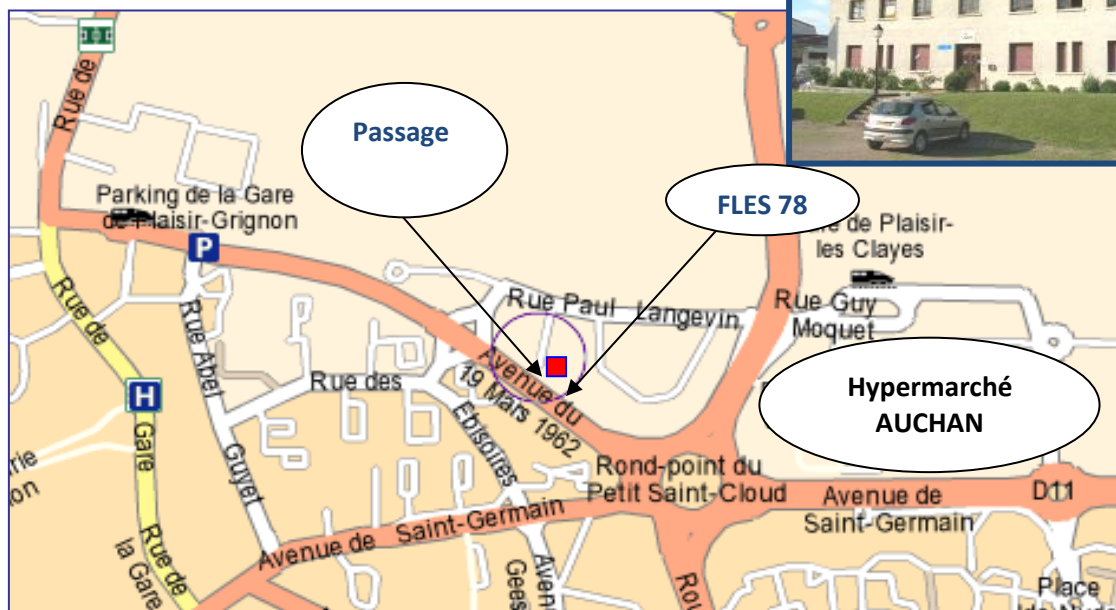 Rue de
Passage
Parking de la Gare
de Plaisir-Grignon
P
FLES 78
de Plaisir-
les Clayes
Rue Paul Langevin
Rue Guy
Moquet
Rue de
Rue Abel
Guyet
Rue des
Ebisoires
Avenue du
19 Mars 1962
Hypermarché
AUCHAN
H
Gare
Rond-point du
Petit Saint-Cloud
Avenue de
Saint-Germain
D11
Avenue de Saint-Germain
Rue de
la Gare
Place